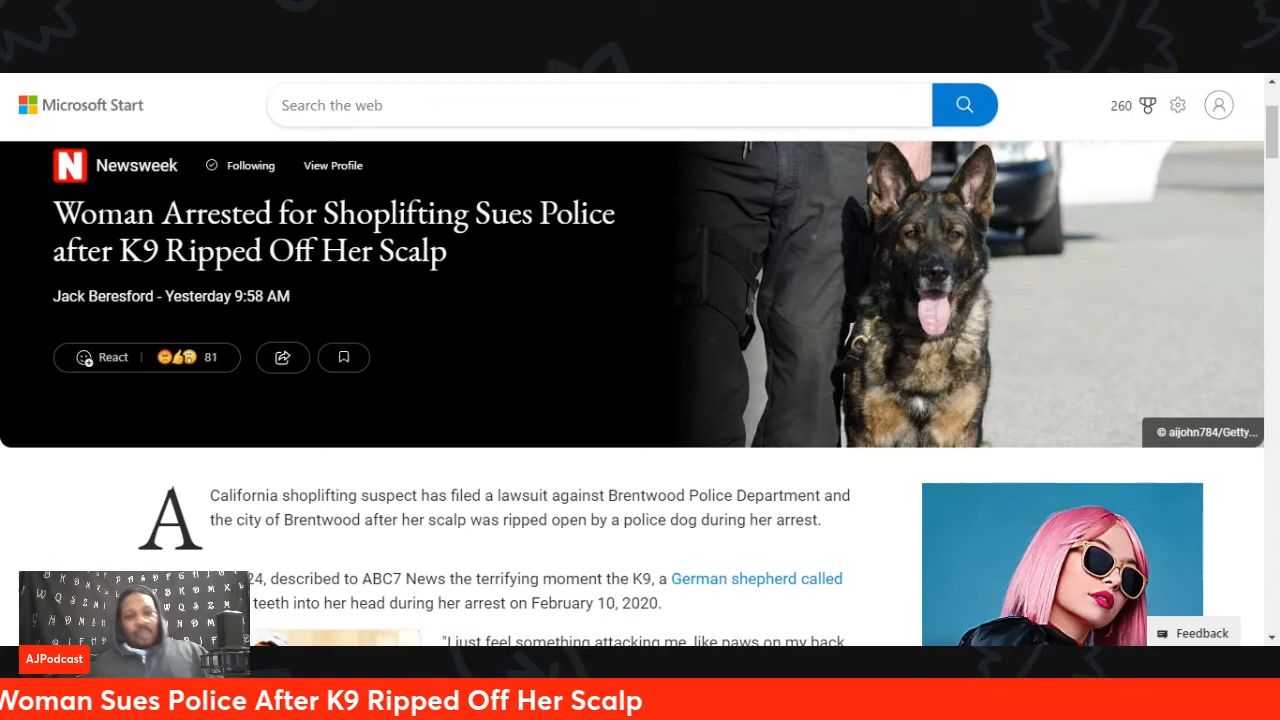 Microsoft Start
Search the web
260
Newsweek
Following
View Profile
Woman Arrested for Shoplifting Sues Police
after K9 Ripped Off Her Scalp
Jack Beresford - Yesterday 9:58 AM
React
81
© aijohn784/Getty...
A California shoplifting suspect has filed a lawsuit against Brentwood Police Department and
the city of Brentwood after her scalp was ripped open by a police dog during her arrest.
24, described to ABC7 News the terrifying moment the K9, a German shepherd called
teeth into her head during her arrest on February 10, 2020.
"I just feel something attacking me, like paws on my back
Feedback
AJPodcast
Woman Sues Police After K9 Ripped Off Her Scalp